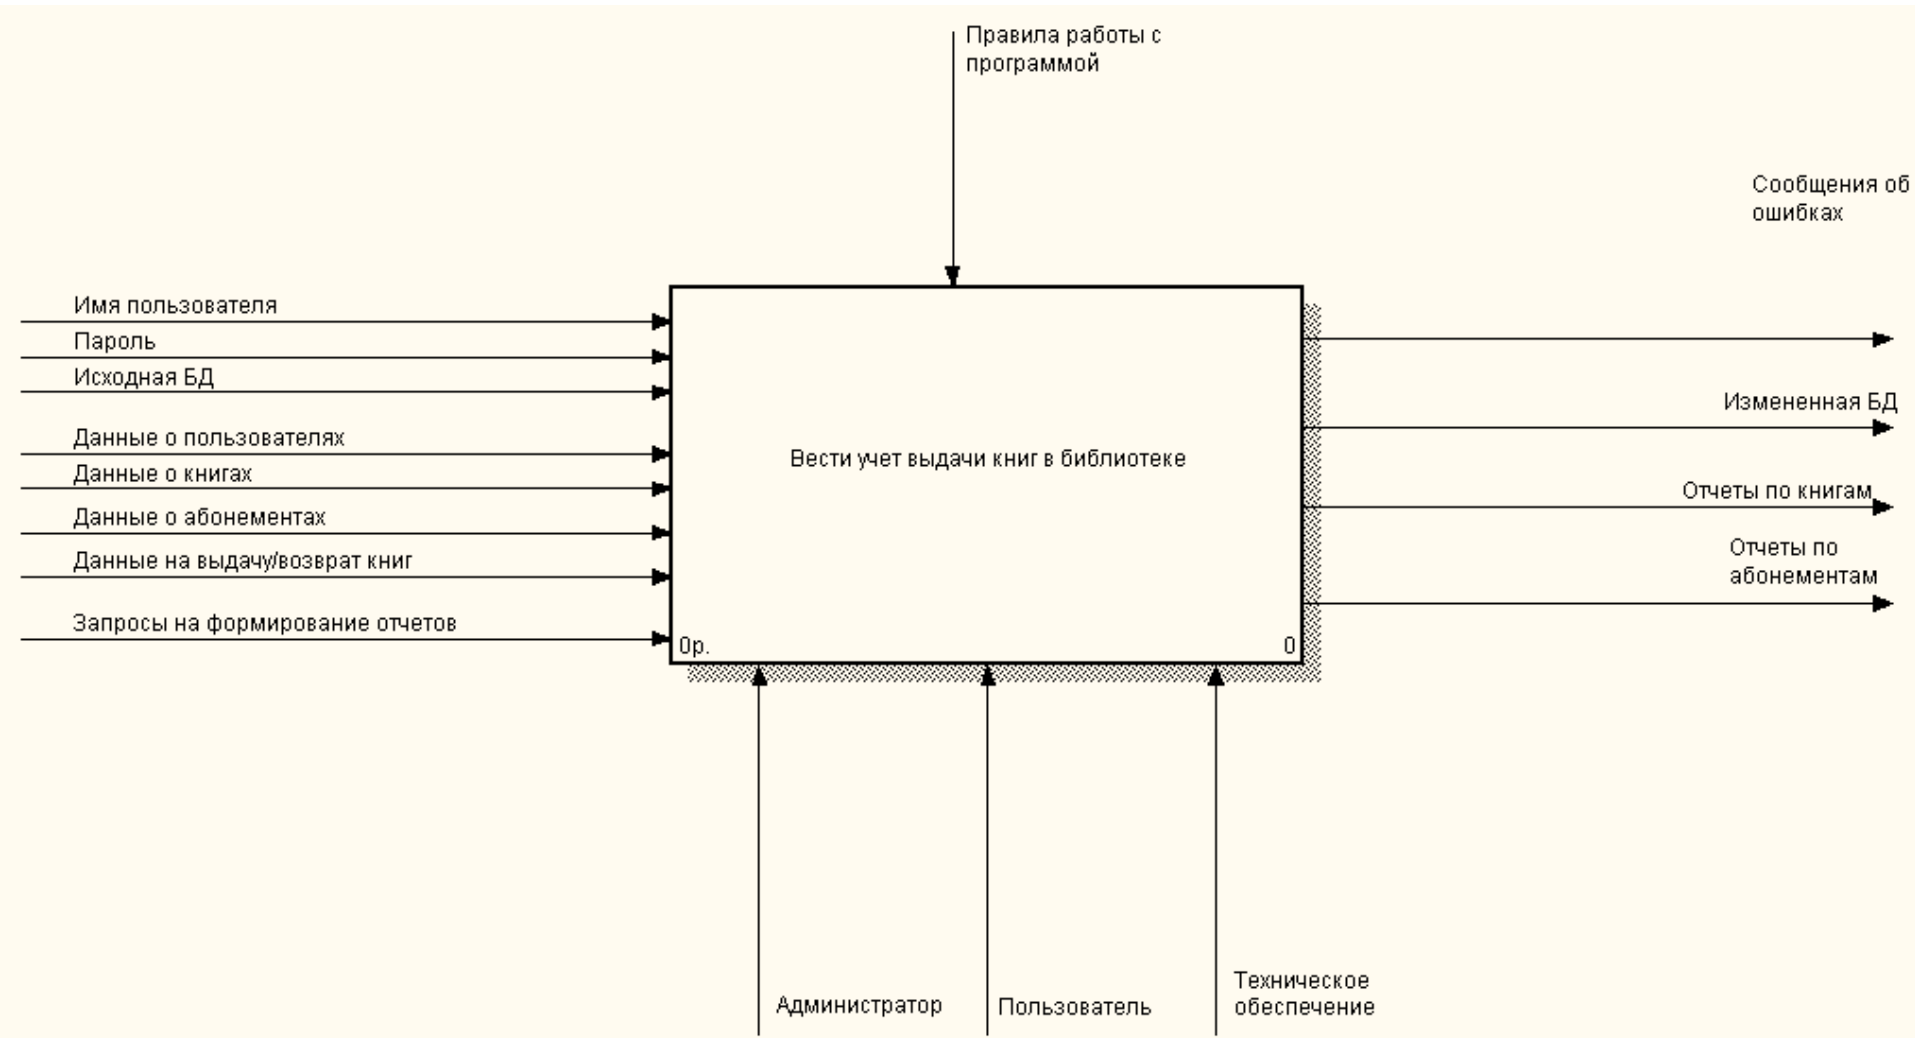 Правила работы с
программой
Сообщения об
ошибках
Имя пользователя
Пароль
Исходная БД
Данные о пользователях
Данные о книгах
Данные о абонементах
Данные на выдачу/возврат книг
Запросы на формирование отчетов
Вести учет выдачи книг в библиотеке
0р.
0
Измененная БД
Отчеты по книгам
Отчеты по
абонементам
Администратор
Пользователь
Техническое
обеспечение